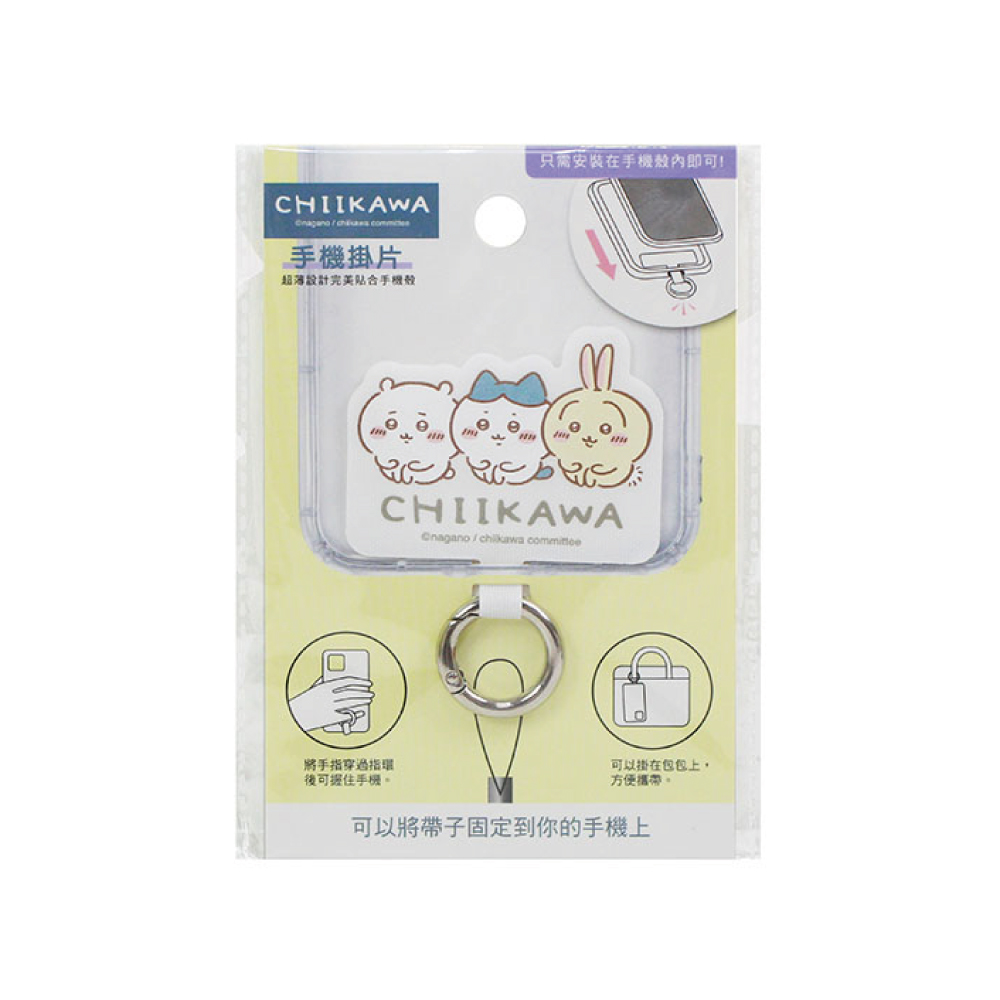 只需安裝在手機殼內即可!
CHIIKAWA
©nagano / chiikawa committee
手機掛片
超薄設計完美貼合手機殼
CHIIKAWA
©nagano / chiikawa committee
將手指穿過指環
後可握住手機。
可以掛在包包上，
方便攜帶。
可以將帶子固定到你的手機上